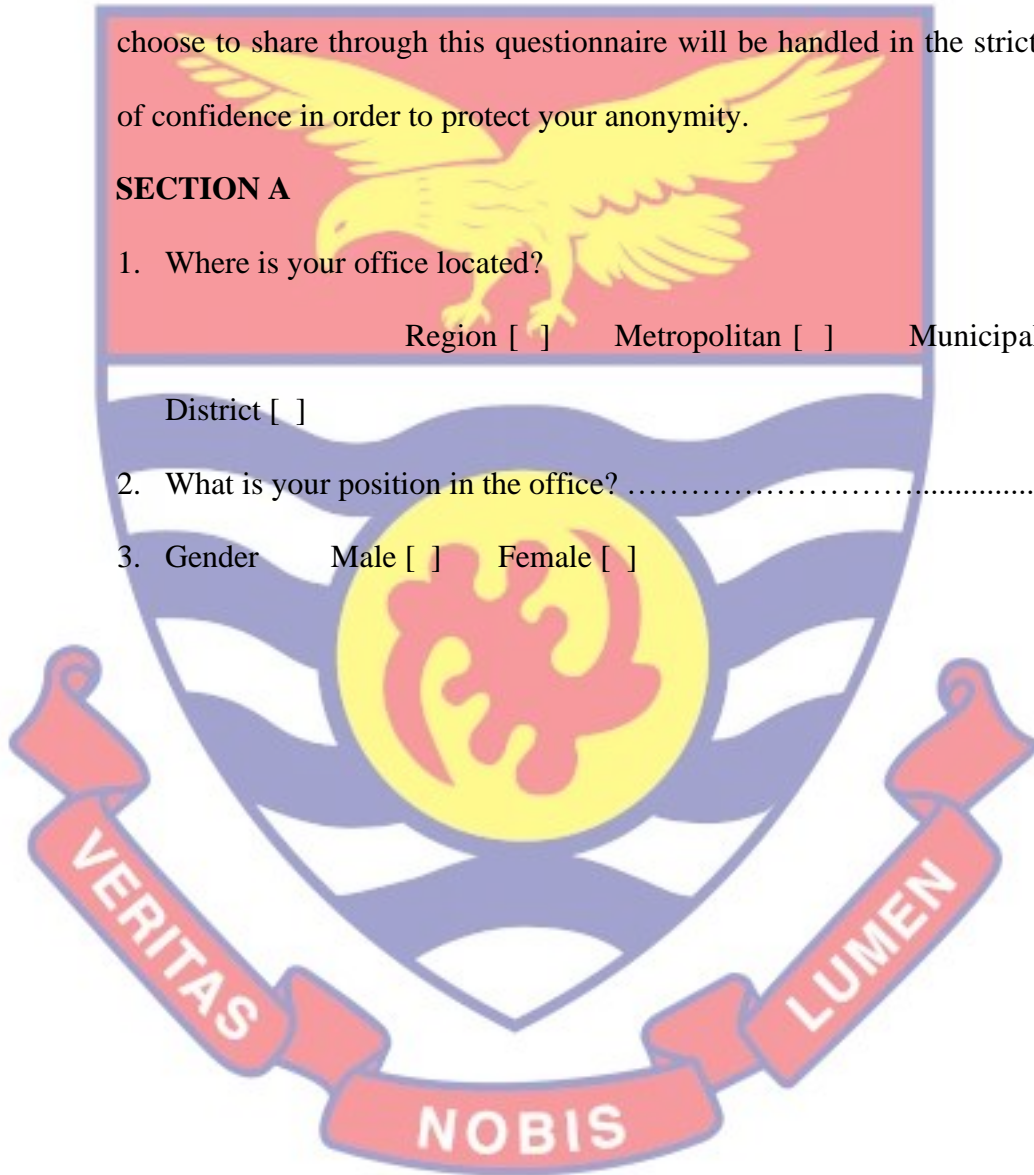 choose to share through this questionnaire will be handled in the strict
of confidence in order to protect your anonymity.
SECTION A
1. Where is your office located?
Region [ ] Metropolitan [ ] Municipal
District [ ]
2. What is your position in the office? ………………………...............
3. Gender Male [ ] Female [ ]
VERITAS
NOBIS
LUMEN